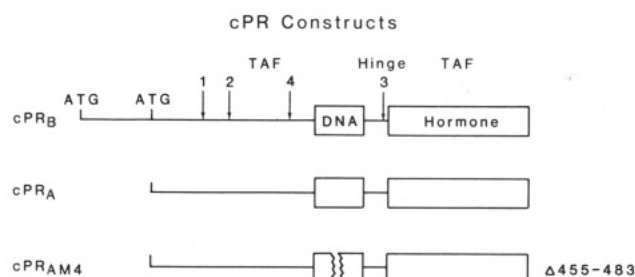 cPR Constructs
TAF Hinge TAF
1 2 4 3
ATG ATG
cPRB DNA Hormone
cPRA
cPRAM4 Δ455-483